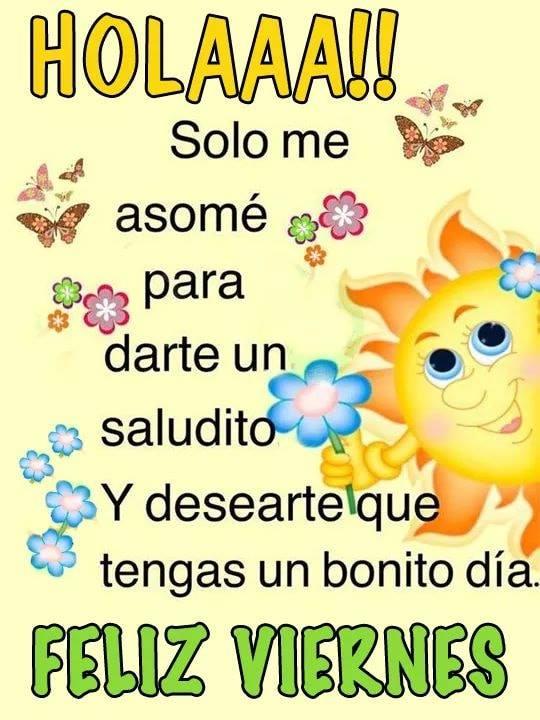 HOLAAA!!
Solo me
asomé
para
darte un
saludito
Y desearte que
tengas un bonito día.
FELIZ VIERNES